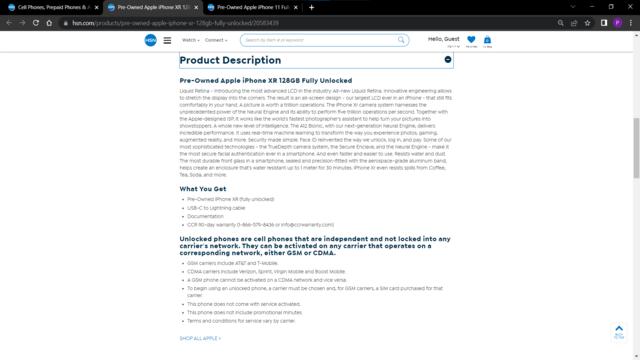 Cell Phones, Prepaid Phones & A
Pre-Owned Apple iPhone XR 128
Pre-Owned Apple iPhone 11 Full
hsn.com/products/pre-owned-apple-iphone-xr-128gb-fully-unlocked/20583439
HSN
Watch
Connect
Search by item # or keyword
Hello, Guest
Product Description
Pre-Owned Apple iPhone XR 128GB Fully Unlocked
Liquid Retina - Introducing the most advanced LCD in the industry. All-new Liquid Retina. Innovative engineering allows
to stretch the display into the corners. The result is an all-screen design - our largest LCD ever in an iPhone - that still fits
comfortably in your hand. A picture is worth a trillion operations. The iPhone XR camera system harnesses the
unprecedented power of the Neural Engine and its ability to perform five trillion operations per second. Together with
the Apple-designed ISP, it works like the world's fastest photographer's assistant to help turn your pictures into
showstoppers. A whole new level of intelligence. The A12 Bionic, with our next-generation Neural Engine, delivers
incredible performance. It uses real-time machine learning to transform the way you experience photos, gaming,
augmented reality, and more. Security made simple. Face ID reinvented the way we unlock, log in, and pay. Some of our
most sophisticated technologies - the TrueDepth camera system, the Secure Enclave, and the Neural Engine - make it
the most secure facial authentication ever in a smartphone. And even faster and easier to use. Resists water and dust.
The most durable front glass in a smartphone, sealed and precision-fitted with the aerospace-grade aluminum band,
helps create an enclosure that's water resistant up to 1 meter for 30 minutes. iPhone XR even resists spills from Coffee,
Tea, Soda, and more.
What You Get
Pre-Owned iPhone XR (fully unlocked)
USB-C to Lightning cable
Documentation
CCR 90-day warranty (1-866-579-8436 or info@ccrwarranty.com)
Unlocked phones are cell phones that are independent and not locked into any
carrier's network. They can be activated on any carrier that operates on a
corresponding network, either GSM or CDMA.
GSM carriers include AT&T and T-Mobile.
CDMA carriers include Verizon, Sprint, Virgin Mobile and Boost Mobile.
A GSM phone cannot be activated on a CDMA network and vice versa.
To begin using an unlocked phone, a carrier must be chosen and, for GSM carriers, a SIM card purchased for that
carrier.
This phone does not come with service activated.
This phone does not include promotional minutes.
Terms and conditions for service vary by carrier.
SHOP ALL APPLE >
BACK
TO TOP